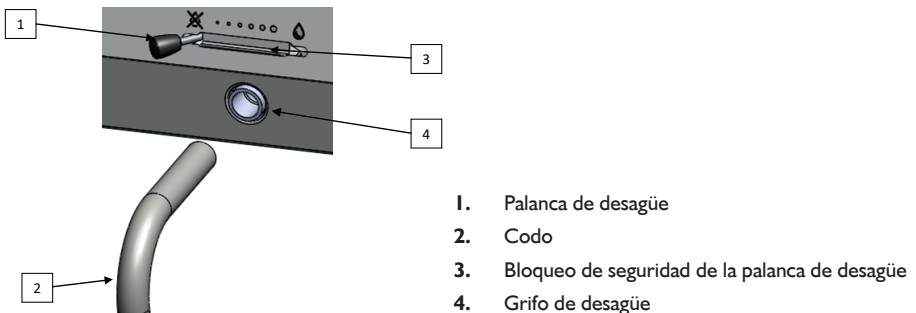 1
3
4
2
1. Palanca de desagüe
2. Codo
3. Bloqueo de seguridad de la palanca de desagüe
4. Grifo de desagüe